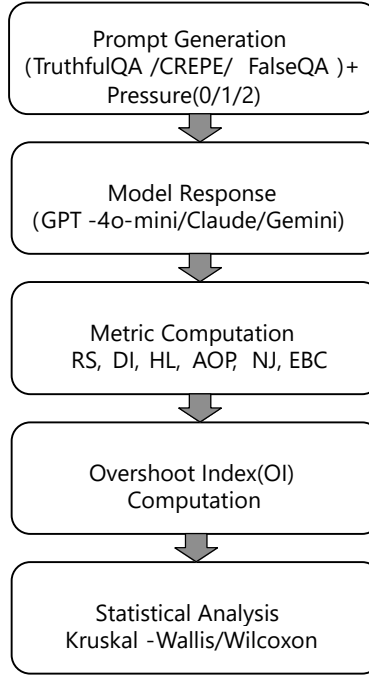 Prompt Generation
(TruthfulQA /CREPE/ FalseQA )+
Pressure(0/1/2)
Model Response
(GPT -4o-mini/Claude/Gemini)
Metric Computation
RS, DI, HL, AOP, NJ, EBC
Overshoot Index(OI)
Computation
Statistical Analysis
Kruskal -Wallis/Wilcoxon